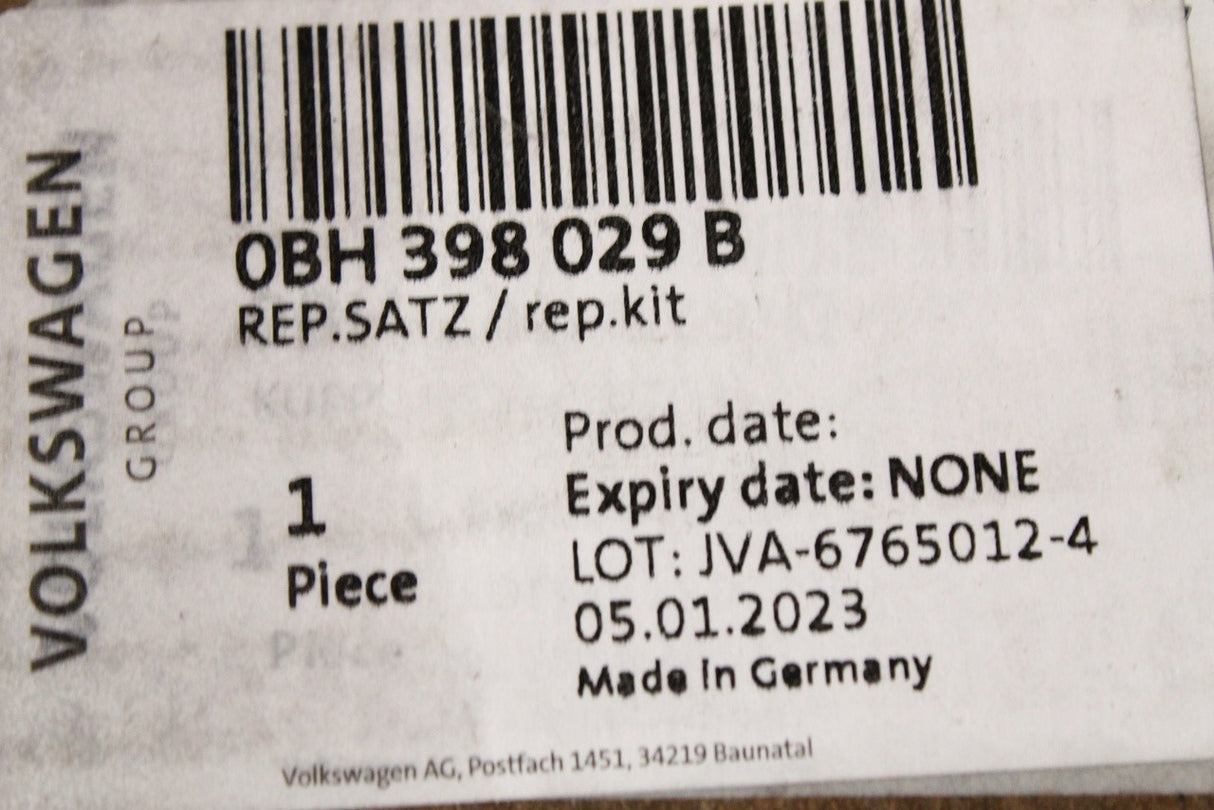 VOLKSWAGEN
GROUP
0BH 398 029 B
REP.SATZ / rep.kit
1
Piece
Prod. date:
Expiry date: NONE
LOT: JVA-6765012-4
05.01.2023
Made in Germany
Volkswagen AG, Postfach 1451, 34219 Baunatal